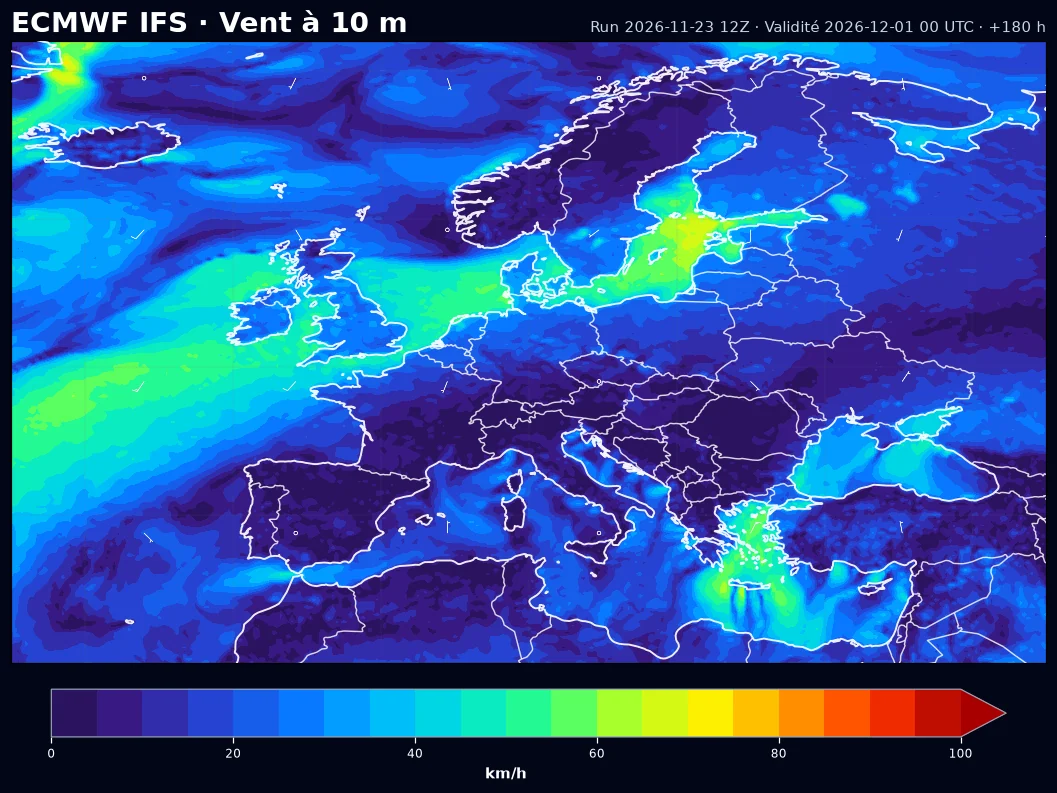 ECMWF IFS · Vent à 10 m
Run 2026-11-23 12Z · Validité 2026-12-01 00 UTC · +180 h
0 20 40 60 80 100
km/h